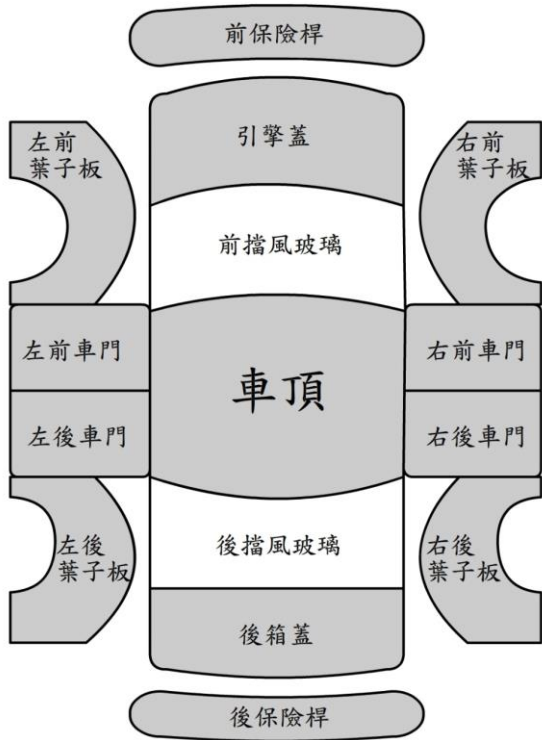 前保險桿
引擎蓋
左前
葉子板
右前
葉子板
前擋風玻璃
左前車門
車頂
右前車門
左後車門
右後車門
左後
葉子板
後擋風玻璃
右後
葉子板
後箱蓋
後保險桿